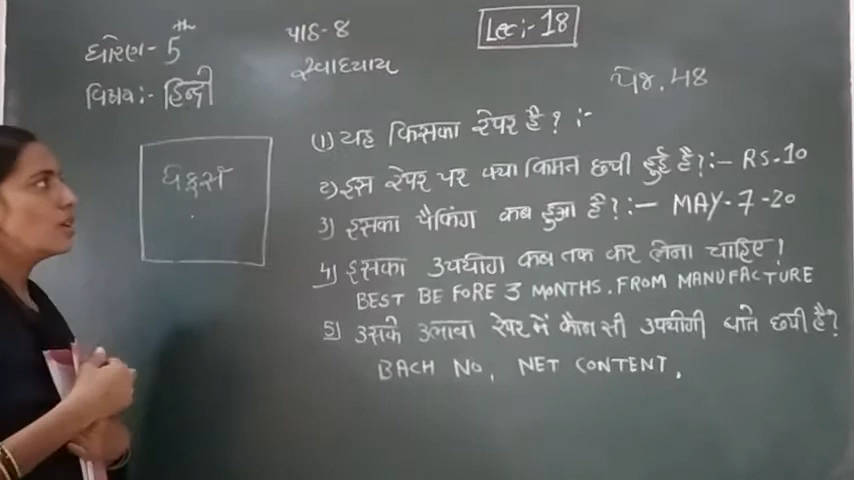 धोरण- 5th
विषय:- हिन्दी
पाठ-8
स्वाध्याय
Lec:- 18
પેજ. 48
(1) यह किसका रेपर है? :-
2) इस रेपर पर क्या किमत छपी हुई है?:- RS.10
3) इसका पैकिंग कब हुआ है?:- MAY-7-20
4) इसका उपयोग कब तक कर लेना चाहिए!
BEST BE FORE 3 MONTHS. FROM MANUFACTURE
5) उसके उलावा रेपर में कौन सी उपयोगी बाते छपी है?
BACH NO, NET CONTENT.